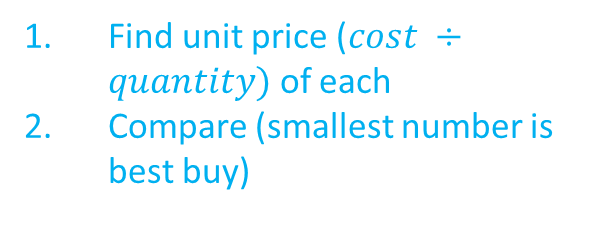 1. Find unit price (cost ÷
quantity) of each
2. Compare (smallest number is
best buy)